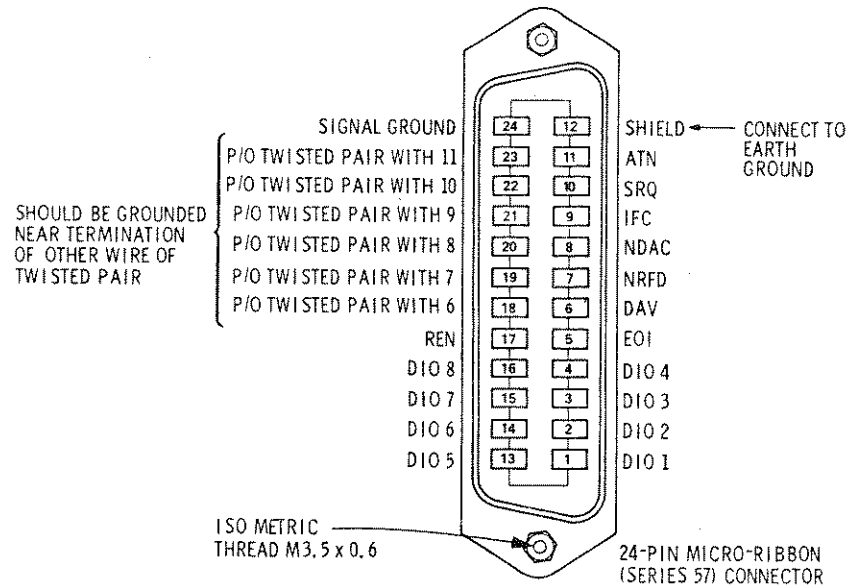 SIGNAL GROUND 24 12 SHIELD
CONNECT TO
EARTH
GROUND
P/O TWISTED PAIR WITH 11 23 11 ATN
P/O TWISTED PAIR WITH 10 22 10 SRQ
P/O TWISTED PAIR WITH 9 21 9 IFC
P/O TWISTED PAIR WITH 8 20 8 NDAC
P/O TWISTED PAIR WITH 7 19 7 NRFD
P/O TWISTED PAIR WITH 6 18 6 DAV
SHOULD BE GROUNDED
NEAR TERMINATION
OF OTHER WIRE OF
TWISTED PAIR
REN 17 5 EOI
DIO 8 16 4 DIO 4
DIO 7 15 3 DIO 3
DIO 6 14 2 DIO 2
DIO 5 13 1 DIO 1
ISO METRIC
THREAD M3.5 x 0.6
24-PIN MICRO-RIBBON
(SERIES 57) CONNECTOR